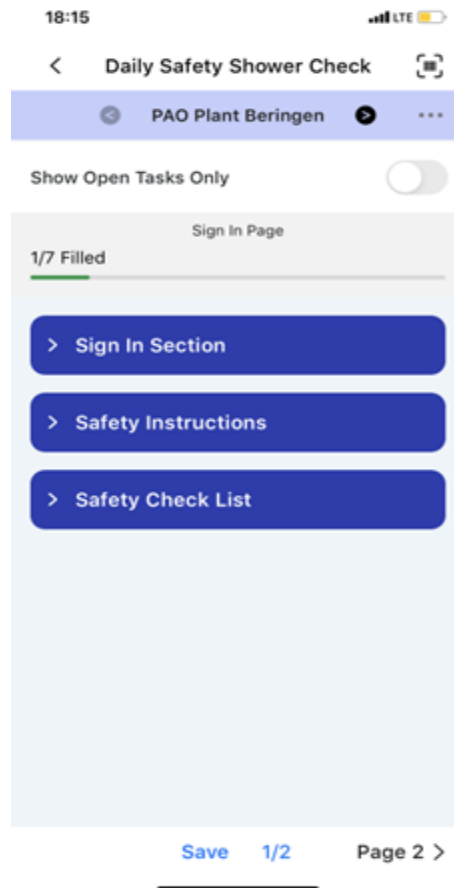 18:15 LTE
Daily Safety Shower Check
PAO Plant Beringen
Show Open Tasks Only
Sign In Page
1/7 Filled
Sign In Section
Safety Instructions
Safety Check List
Save 1/2 Page 2